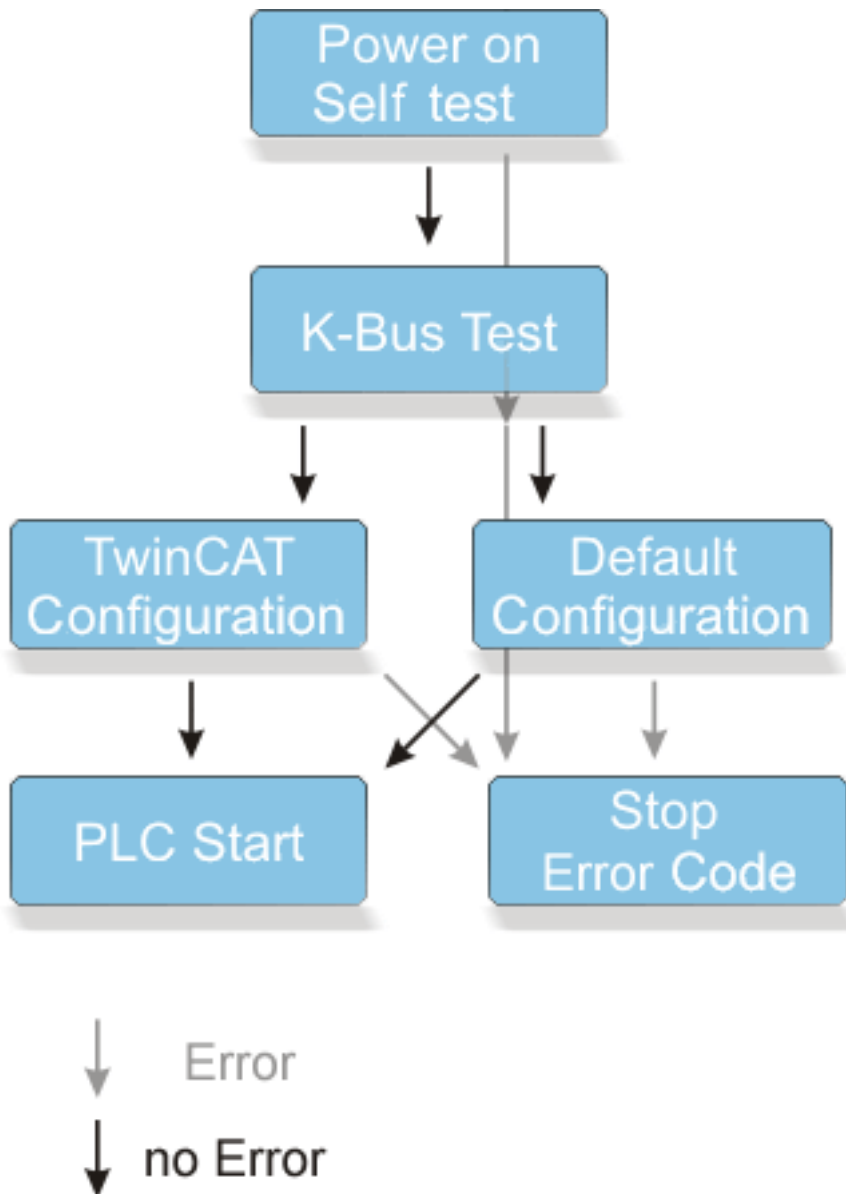 Power on
Self test
K-Bus Test
TwinCAT
Configuration
Default
Configuration
PLC Start
Stop
Error Code
Error
no Error